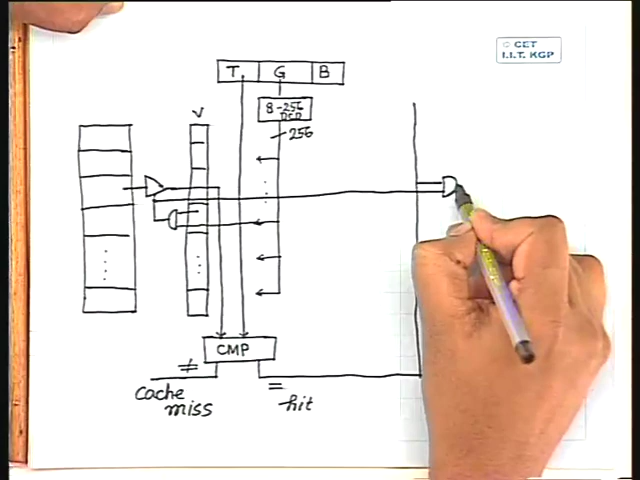 © CET
I.I.T. KGP
T G B
8-256
DCD
256
V
CMP
≠
=
cache
miss
hit